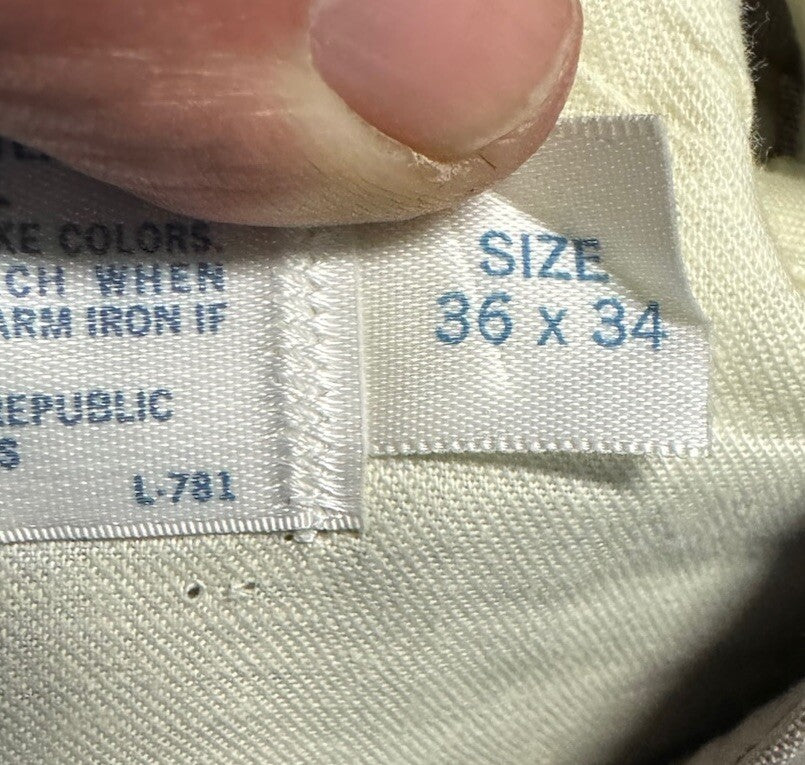 KE COLORS.
CH WHEN
ARM IRON IF
REPUBLIC
S
L-781
SIZE
36 x 34